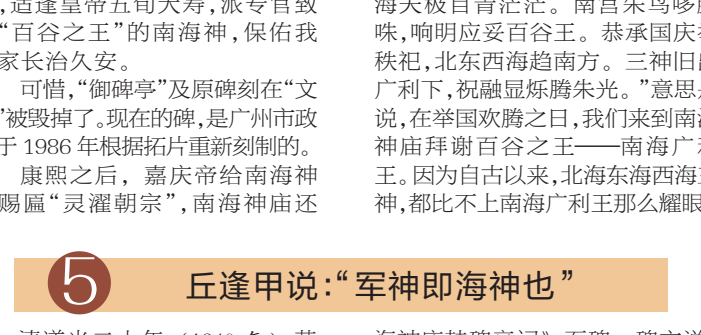 ,适逢皇帝五旬大寿,派专官致
“百谷之王”的南海神,保佑我
家长治久安。
可惜,“御碑亭”及原碑刻在“文
”被毁掉了。现在的碑,是广州市政
于1986年根据拓片重新刻制的。
康熙之后，嘉庆帝给南海神
赐匾“灵濯朝宗”,南海神庙还
海天极目青茫茫。南宫朱鸟哆
咮,响明应妥百谷王。恭承国庆
秩祀,北东西海趋南方。三神旧
广利下,祝融显烁腾朱光。”意思
说,在举国欢腾之日,我们来到南
神庙拜谢百谷之王——南海广
王。因为自古以来,北海东海西海
神,都比不上南海广利王那么耀眼
5 丘逢甲说:“军神即海神也”